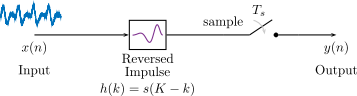 T_s
sample
x(n)
y(n)
Reversed
Input
Impulse
Output
h(k) = s(K − k)